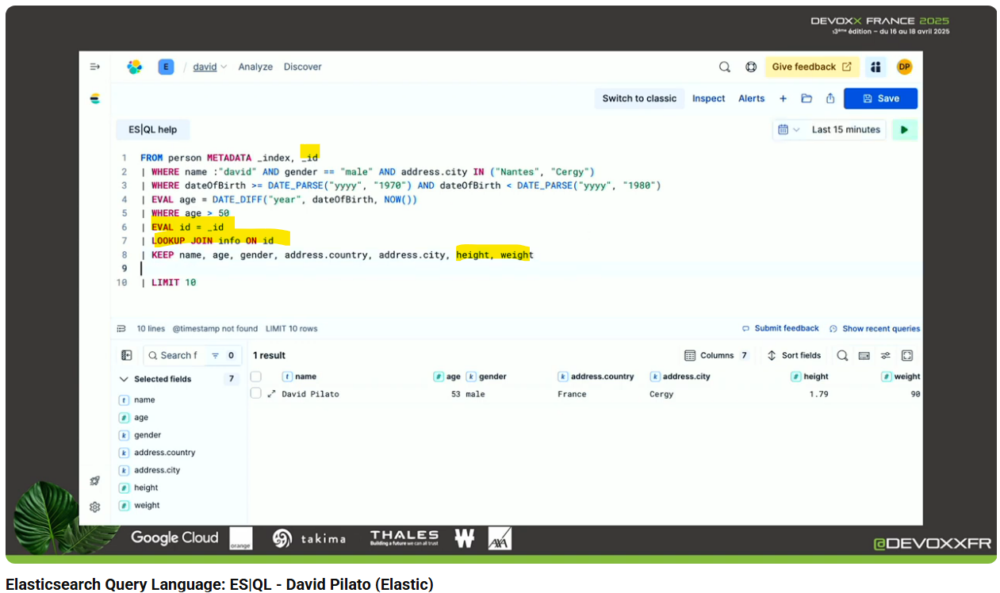 DEVOXX FRANCE 2025
13ème édition – du 16 au 18 avril 2025
E / david Analyze Discover
Give feedback
DP
Switch to classic Inspect Alerts + Save
ES|QL help
Last 15 minutes
1 FROM person METADATA _index, _id
2 | WHERE name :"david" AND gender == "male" AND address.city IN ("Nantes", "Cergy")
3 | WHERE dateOfBirth >= DATE_PARSE("yyyy", "1970") AND dateOfBirth < DATE_PARSE("yyyy", "1980")
4 | EVAL age = DATE_DIFF("year", dateOfBirth, NOW())
5 | WHERE age > 50
6 | EVAL id = _id
7 | LOOKUP JOIN info ON id
8 | KEEP name, age, gender, address.country, address.city, height, weight
9
10 | LIMIT 10
10 lines @timestamp not found LIMIT 10 rows
Submit feedback Show recent queries
Search f 0
1 result
Columns 7 Sort fields
Selected fields 7
t name # age k gender k address.country k address.city # height # weight
David Pilato 53 male France Cergy 1.79 90
t name
# age
k gender
k address.country
k address.city
# height
# weight
Google Cloud orange takima THALES W AXA
Building a future we can all trust
@DEVOXXFR
Elasticsearch Query Language: ES|QL - David Pilato (Elastic)